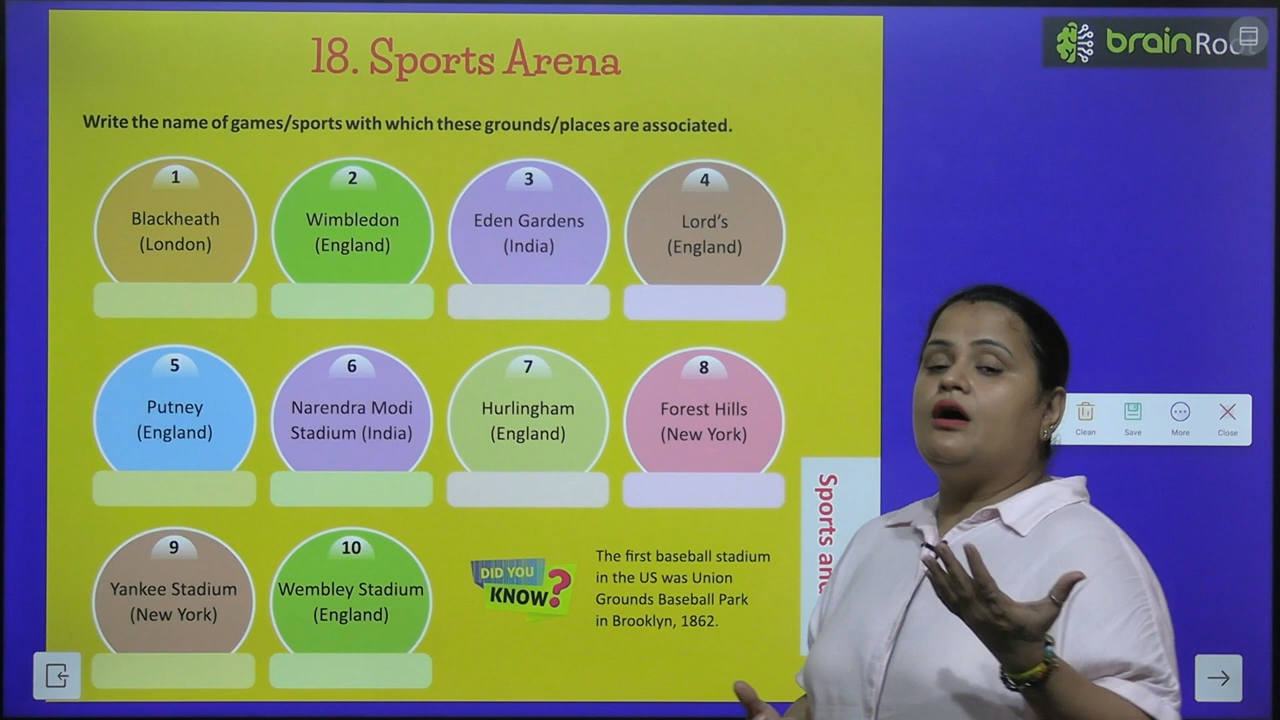 18. Sports Arena
brain
Write the name of games/sports with which these grounds/places are associated.
1
Blackheath
(London)
2
Wimbledon
(England)
3
Eden Gardens
(India)
4
Lord's
(England)
5
Putney
(England)
6
Narendra Modi
Stadium (India)
7
Hurlingham
(England)
8
Forest Hills
(New York)
Clean
Save
More
Close
9
Yankee Stadium
(New York)
10
Wembley Stadium
(England)
DID YOU
KNOW?
The first baseball stadium
in the US was Union
Grounds Baseball Park
in Brooklyn, 1862.
Sports and